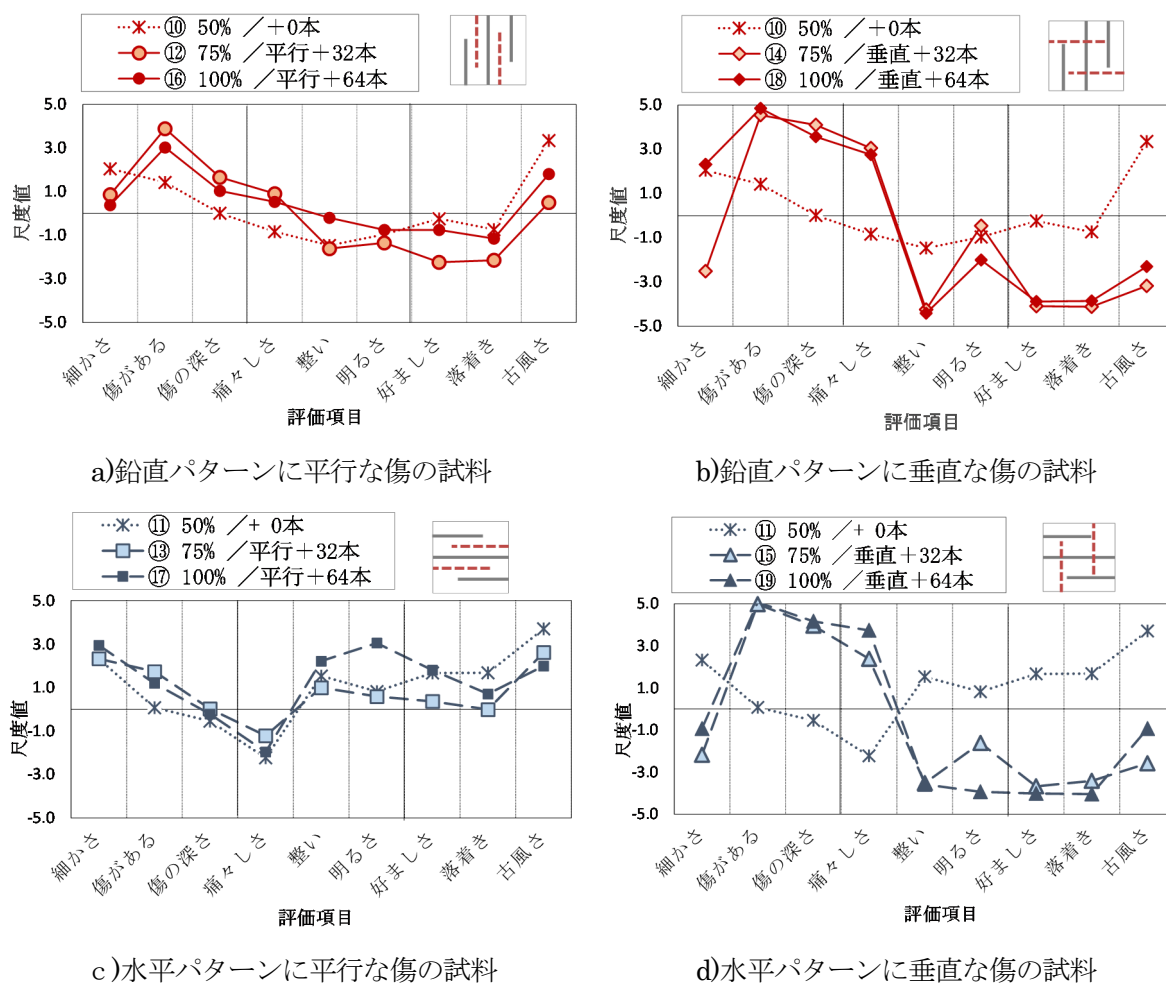 ⑩ 50% ／＋0本
⑫ 75% ／平行＋32本
⑯ 100% ／平行＋64本
5.0
3.0
1.0
-1.0
-3.0
-5.0
尺度値
細かさ
傷がある
傷の深さ
痛々しさ
整い
明るさ
好ましさ
落着き
古風さ
評価項目
a)鉛直パターンに平行な傷の試料
⑩ 50% ／＋0本
⑭ 75% ／垂直＋32本
⑱ 100% ／垂直＋64本
5.0
3.0
1.0
-1.0
-3.0
-5.0
尺度値
細かさ
傷がある
傷の深さ
痛々しさ
整い
明るさ
好ましさ
落着き
古風さ
評価項目
b)鉛直パターンに垂直な傷の試料
⑪ 50% ／+ 0本
⑬ 75% ／平行＋32本
⑰ 100% ／平行＋64本
5.0
3.0
1.0
-1.0
-3.0
-5.0
尺度値
細かさ
傷がある
傷の深さ
痛々しさ
整い
明るさ
好ましさ
落着き
古風さ
評価項目
ｃ)水平パターンに平行な傷の試料
⑪ 50% ／+ 0本
⑮ 75% ／垂直＋32本
⑲ 100% ／垂直＋64本
5.0
3.0
1.0
-1.0
-3.0
-5.0
尺度値
細かさ
傷がある
傷の深さ
痛々しさ
整い
明るさ
好ましさ
落着き
古風さ
評価項目
d)水平パターンに垂直な傷の試料